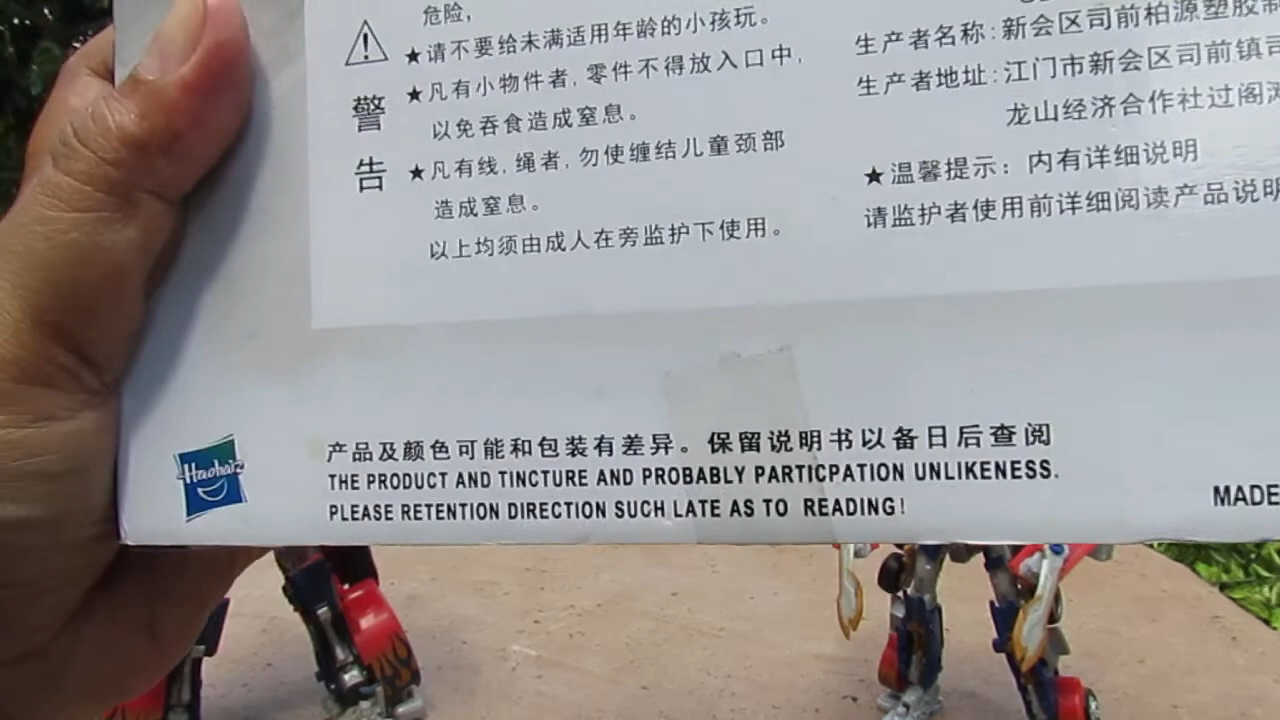 危险,
★请不要给未满适用年龄的小孩玩。
★凡有小物件者, 零件不得放入口中,
以免吞食造成窒息。
★凡有线, 绳者, 勿使缠结儿童颈部
造成窒息。
以上均须由成人在旁监护下使用。
警告
生产者名称: 新会区司前柏源塑胶制
生产者地址: 江门市新会区司前镇司
龙山经济合作社过阁
★温馨提示: 内有详细说明
请监护者使用前详细阅读产品说明
Haobarz
产品及颜色可能和包装有差异。保留说明书以备日后查阅
THE PRODUCT AND TINCTURE AND PROBABLY PARTICPATION UNLIKENESS.
PLEASE RETENTION DIRECTION SUCH LATE AS TO READING!
MADE